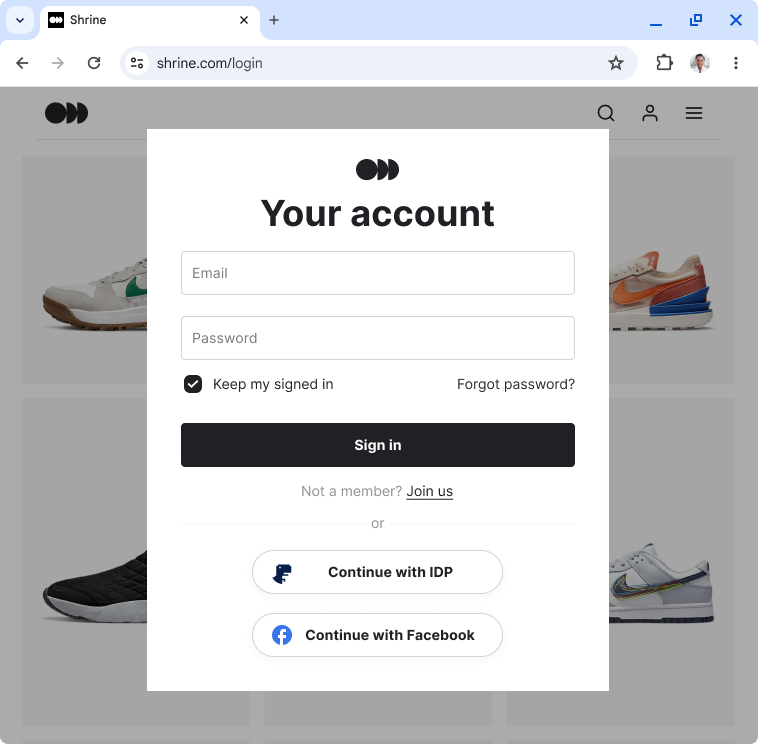 Shrine
shrine.com/login
Your account
Email
Password
Keep my signed in
Forgot password?
Sign in
Not a member? Join us
or
Continue with IDP
Continue with Facebook